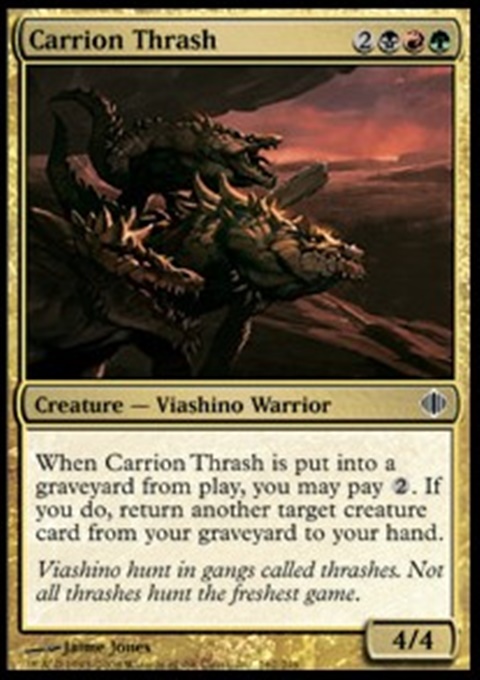 Carrion Thrash 2
Creature — Viashino Warrior
When Carrion Thrash is put into a
graveyard from play, you may pay 2. If
you do, return another target creature
card from your graveyard to your hand.
Viashino hunt in gangs called thrashes. Not
all thrashes hunt the freshest game.
Jaime Jones
4/4